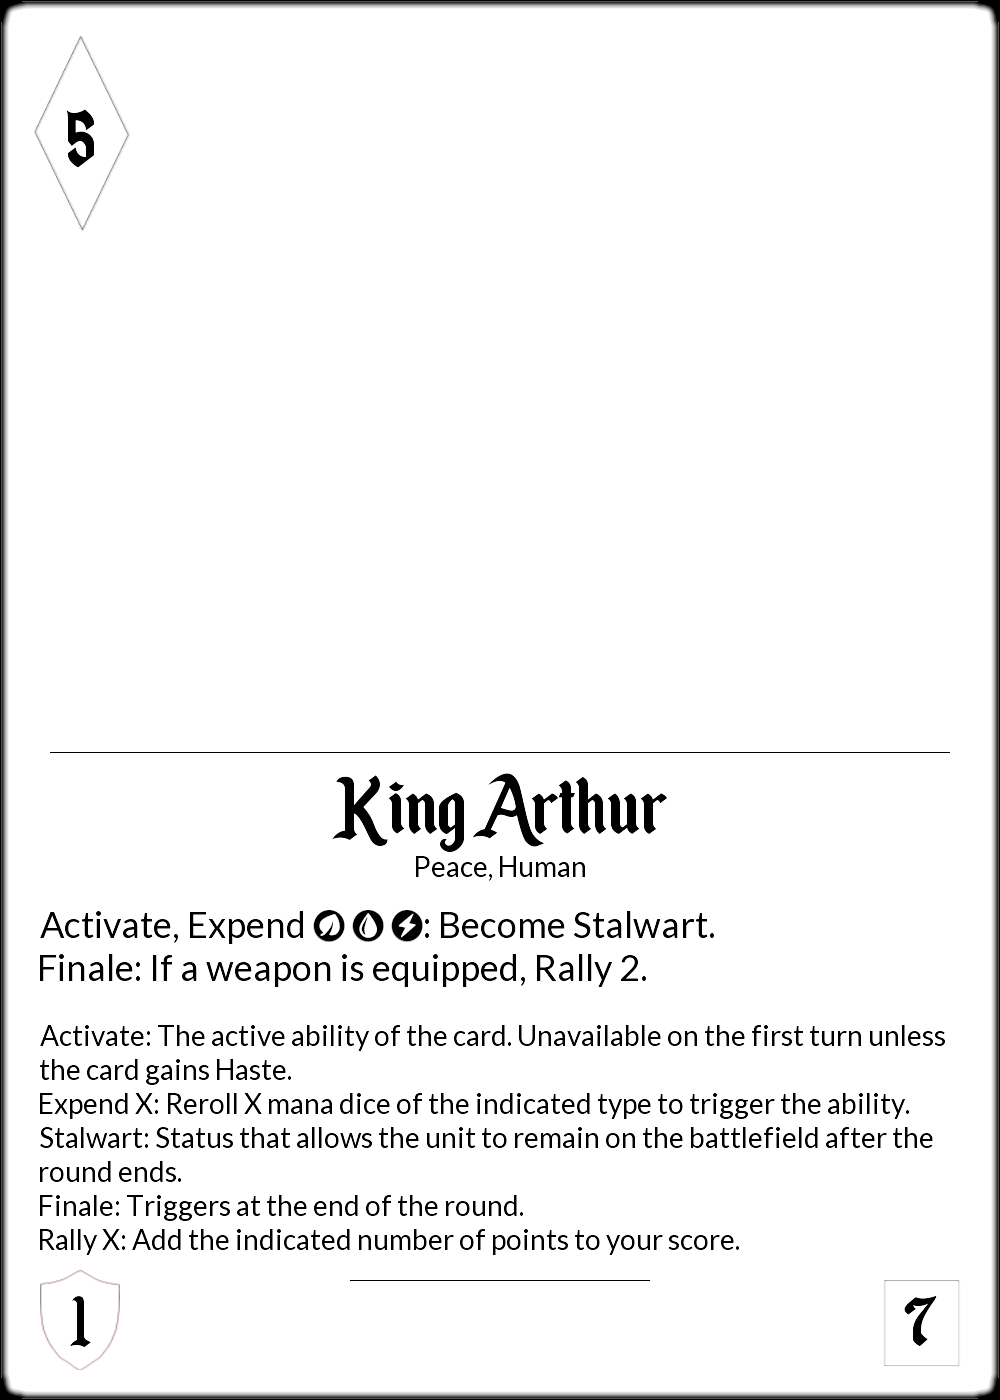 5
King Arthur
Peace, Human
Activate, Expend : Become Stalwart.
Finale: If a weapon is equipped, Rally 2.
Activate: The active ability of the card. Unavailable on the first turn unless
the card gains Haste.
Expend X: Reroll X mana dice of the indicated type to trigger the ability.
Stalwart: Status that allows the unit to remain on the battlefield after the
round ends.
Finale: Triggers at the end of the round.
Rally X: Add the indicated number of points to your score.
1
7